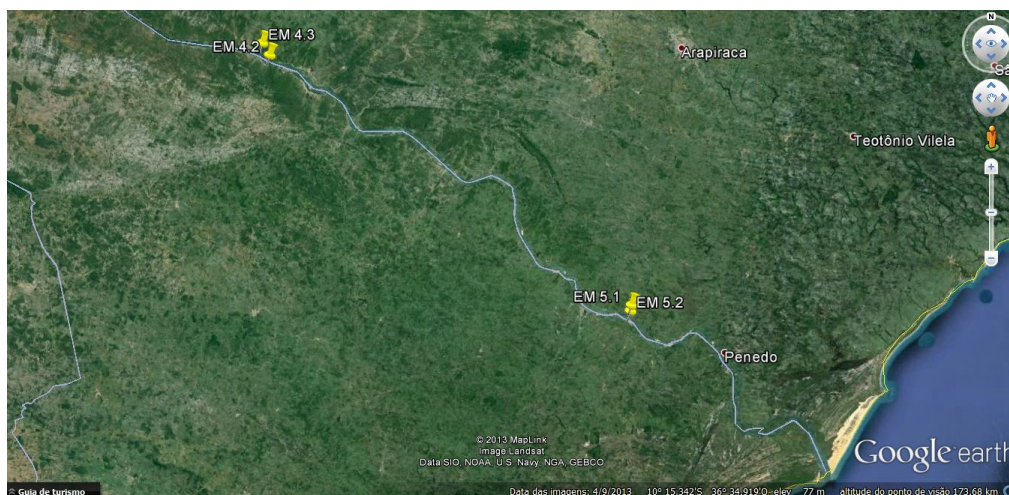 N
EM 4.3
EM 4.2
Arapiraca
Sã
Teotônio Vilela
EM 5.1
EM 5.2
Penedo
© 2013 MapLink
Image Landsat
Data SIO, NOAA, U.S. Navy, NGA, GEBCO
Google earth
Guia de turismo
Data das imagens: 4/9/2013 10° 15.342'S 36° 34.919'O elev 77 m altitude do ponto de visão 173.68 km